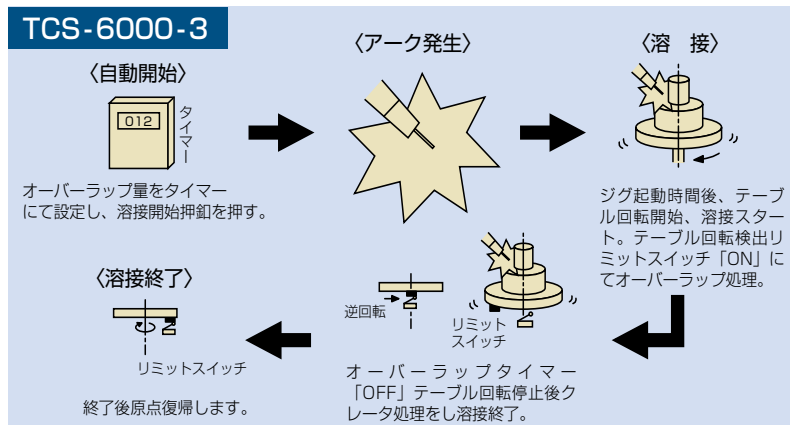 TCS-6000-3
〈自動開始〉
012
タイマー
オーバーラップ量をタイマー
にて設定し、溶接開始押釦を押す。
〈アーク発生〉
〈溶　接〉
ジグ起動時間後、テーブ
ル回転開始、溶接スター
ト。テーブル回転検出リ
ミットスイッチ「ON」に
てオーバーラップ処理。
逆回転
リミット
スイッチ
オーバーラップタイマー
「OFF」テーブル回転停止後ク
レータ処理をし溶接終了。
〈溶接終了〉
リミットスイッチ
終了後原点復帰します。